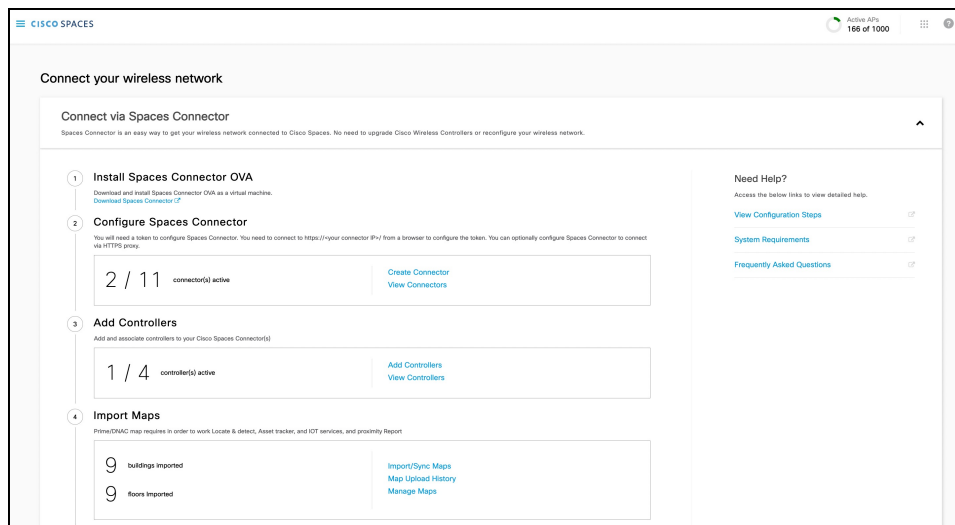 CISCO SPACES
Active APs
166 of 1000
?
Connect your wireless network
Connect via Spaces Connector
Spaces Connector is an easy way to get your wireless network connected to Cisco Spaces. No need to upgrade Cisco Wireless Controllers or reconfigure your wireless network.
1
Install Spaces Connector OVA
Download and install Spaces Connector OVA as a virtual machine.
Download Spaces Connector
2
Configure Spaces Connector
You will need a token to configure Spaces Connector. You need to connect to https://<your connector IP>/ from a browser to configure the token. You can optionally configure Spaces Connector to connect
via HTTPS proxy.
2 / 11 connector(s) active
Create Connector
View Connectors
3
Add Controllers
Add and associate controllers to your Cisco Spaces Connector(s)
1 / 4 controller(s) active
Add Controllers
View Controllers
4
Import Maps
Prime/DNAC map requires in order to work Locate & detect, Asset tracker, and IOT services, and proximity Report
9 buildings imported
9 floors imported
Import/Sync Maps
Map Upload History
Manage Maps
Need Help?
Access the below links to view detailed help.
View Configuration Steps
System Requirements
Frequently Asked Questions